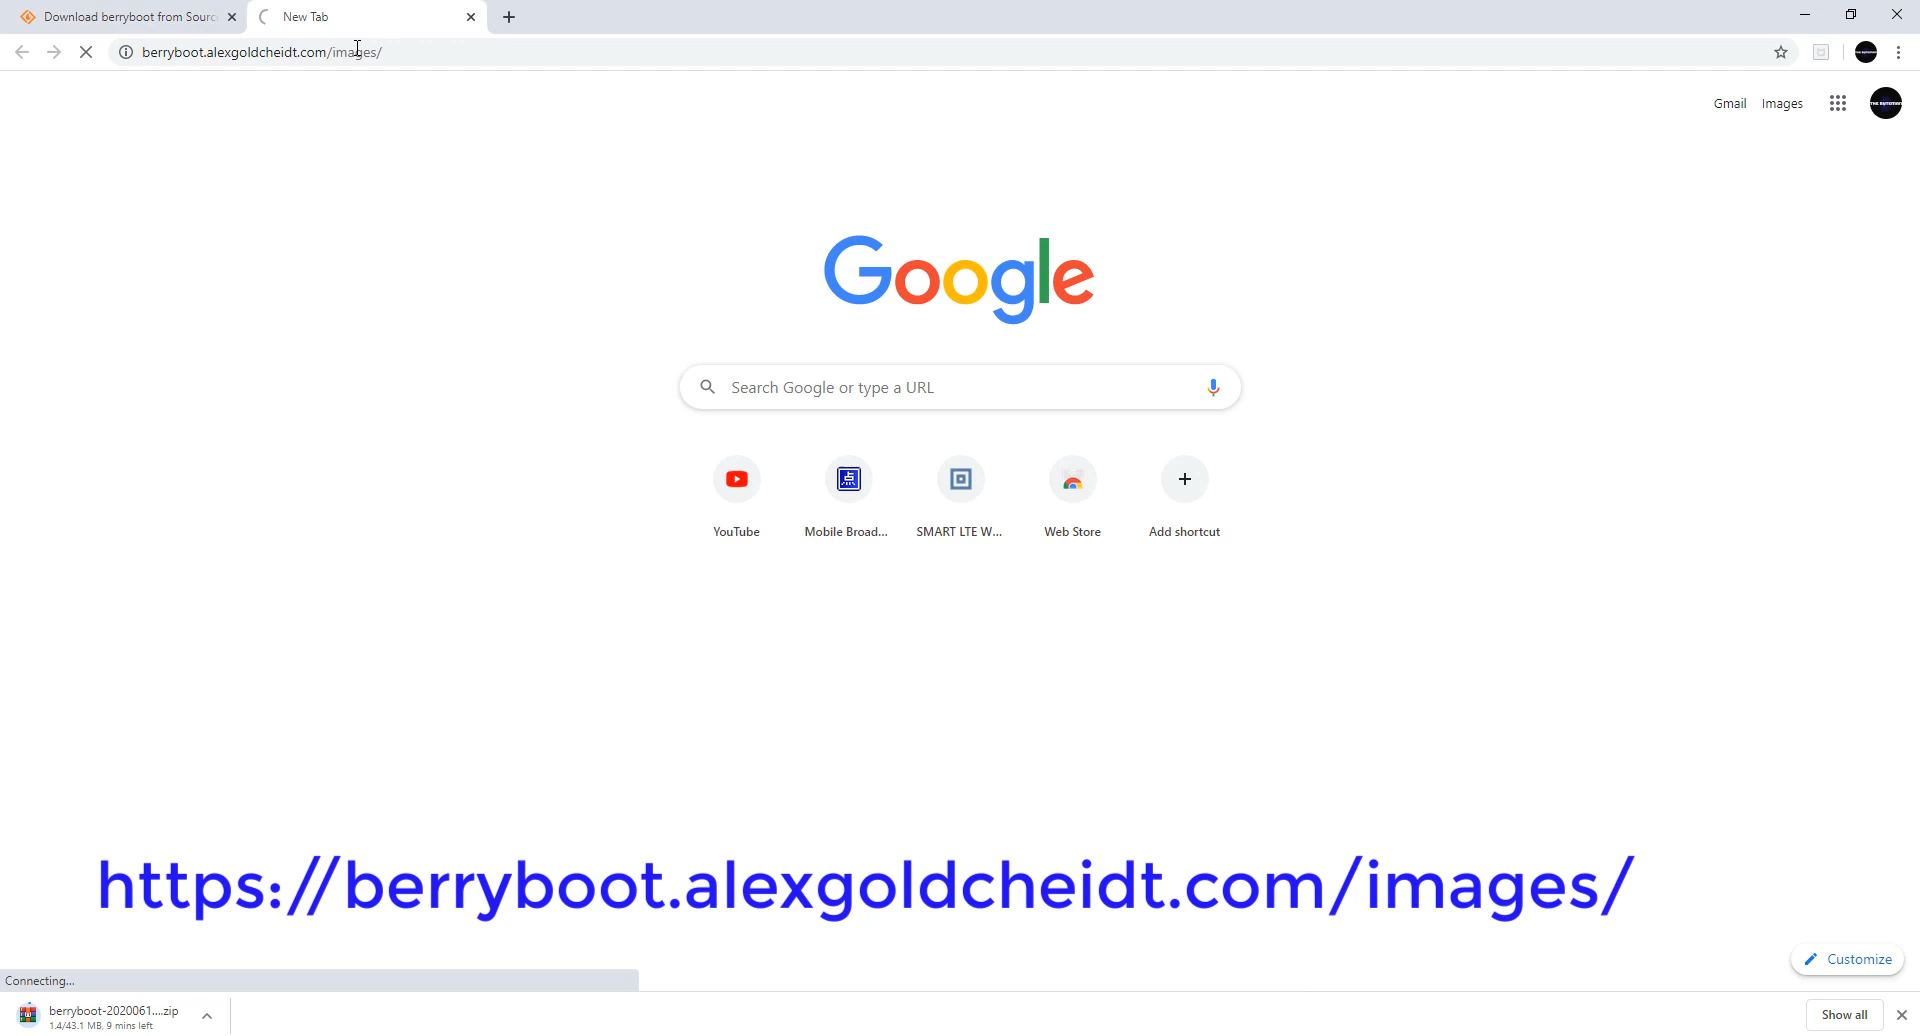 Download berryboot from Sourc
New Tab
berryboot.alexgoldcheidt.com/images/
Gmail Images
Google
Search Google or type a URL
YouTube
Mobile Broad...
SMART LTE W...
Web Store
Add shortcut
https://berryboot.alexgoldcheidt.com/images/
Customize
Connecting...
berryboot-2020061....zip
1.4/43.1 MB, 9 mins left
Show all